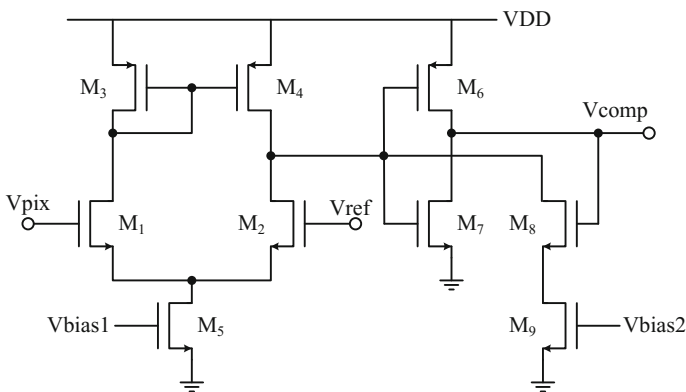 VDD
M3
M4
M6
Vcomp
Vpix
M1
M2
Vref
M7
M8
Vbias1
M5
M9
Vbias2